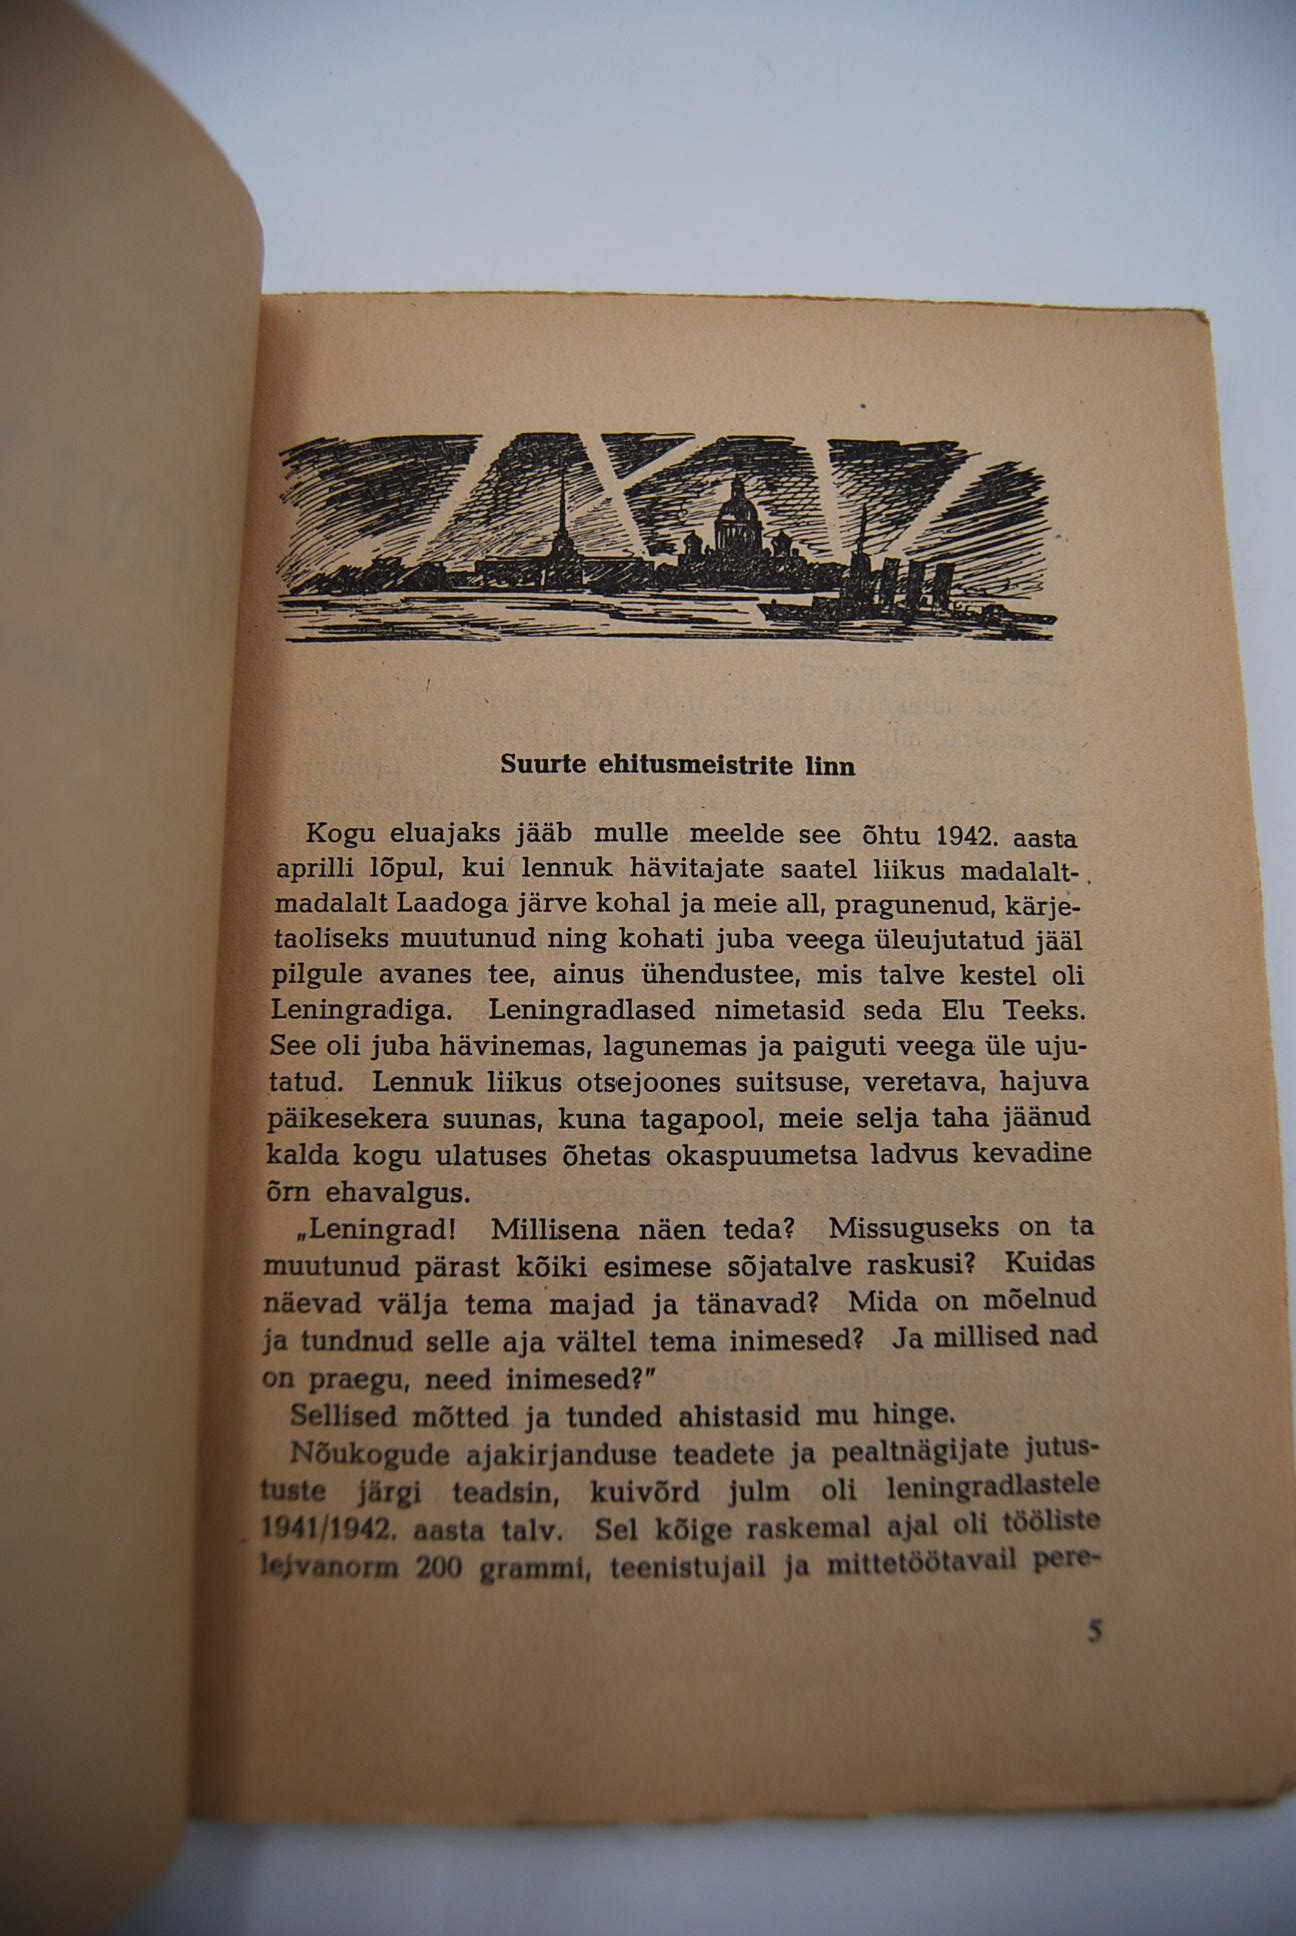 Suurte ehitusmeistrite linn
Kogu eluajaks jääb mulle meelde see õhtu 1942. aasta
aprilli lõpul, kui lennuk hävitajate saatel liikus madalalt-
madalalt Laadoga järve kohal ja meie all, pragunenud, kärje-
taoliseks muutunud ning kohati juba veega üleujutatud jääl
pilgule avanes tee, ainus ühendustee, mis talve kestel oli
Leningradiga. Leningradlased nimetasid seda Elu Teeks.
See oli juba hävinemas, lagunemas ja paiguti veega üle uju-
tatud. Lennuk liikus otsejoones suitsuse, veretava, hajuva
päikesekera suunas, kuna tagapool, meie selja taha jäänud
kalda kogu ulatuses õhetas okaspuumetsa ladvus kevadine
õrn ehavalgus.
„Leningrad! Millisena näen teda? Missuguseks on ta
muutunud pärast kõiki esimese sõjatalve raskusi? Kuidas
näevad välja tema majad ja tänavad? Mida on mõelnud
ja tundnud selle aja vältel tema inimesed? Ja millised nad
on praegu, need inimesed?”
Sellised mõtted ja tunded ahistasid mu hinge.
Nõukogude ajakirjanduse teadete ja pealtnägijate jutus-
tuste järgi teadsin, kuivõrd julm oli leningradlastele
1941/1942. aasta talv. Sel kõige raskemal ajal oli tööliste
leivanorm 200 grammi, teenistujail ja mittetöötavail pere-
5